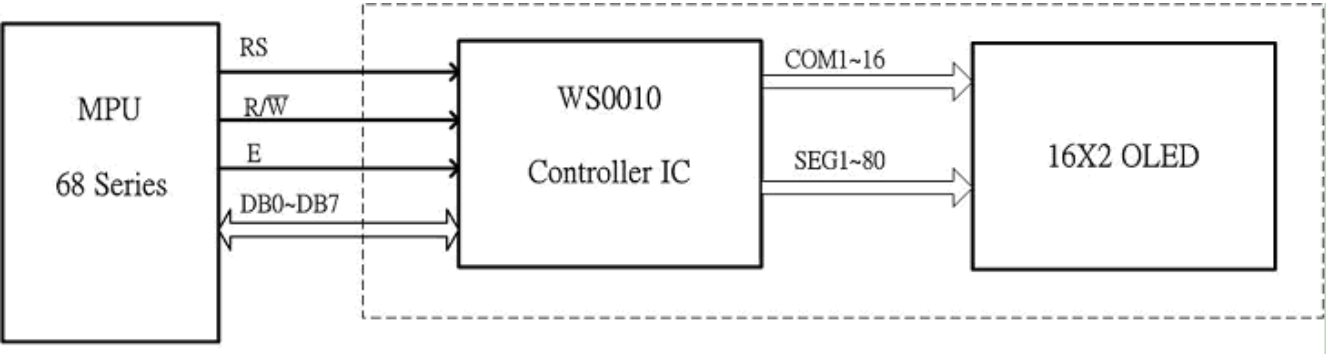 MPU
68 Series
RS
R/W̅
E
DB0~DB7
WS0010
Controller IC
COM1~16
SEG1~80
16X2 OLED